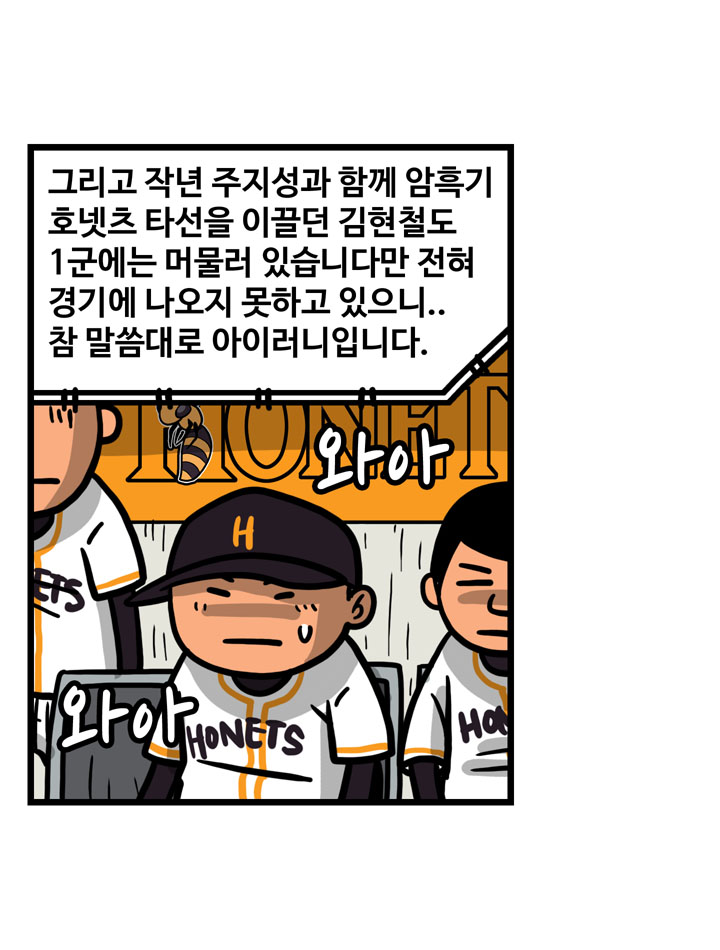 그리고 작년 주지성과 함께 암흑기
호넷츠 타선을 이끌던 김현철도
1군에는 머물러 있습니다만 전혀
경기에 나오지 못하고 있으니..
참 말씀대로 아이러니입니다.
HONET
와아
H
ETS
와아
HONETS
HON